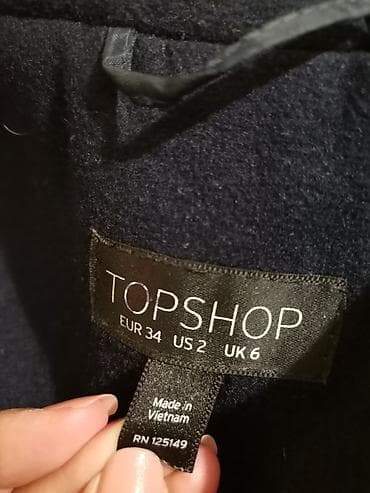 TOPSHOP
EUR 34 US 2 UK 6
Made in
Vietnam
RN 125149